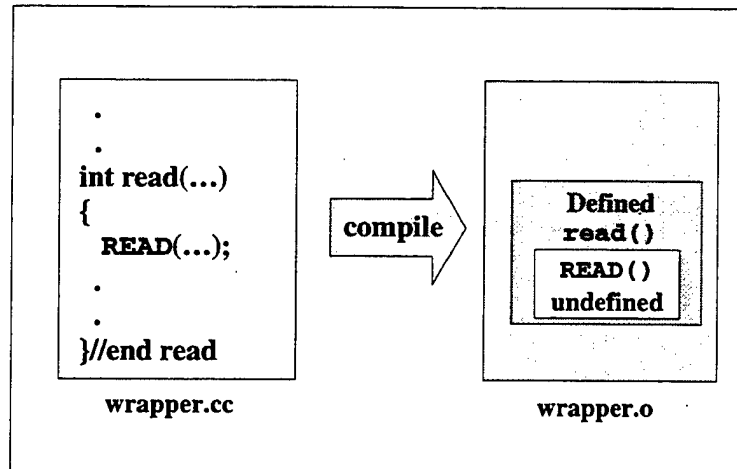 .
.
int read(...)
{
READ(...);
.
.
}//end read
wrapper.cc
compile
Defined
read()
READ()
undefined
wrapper.o